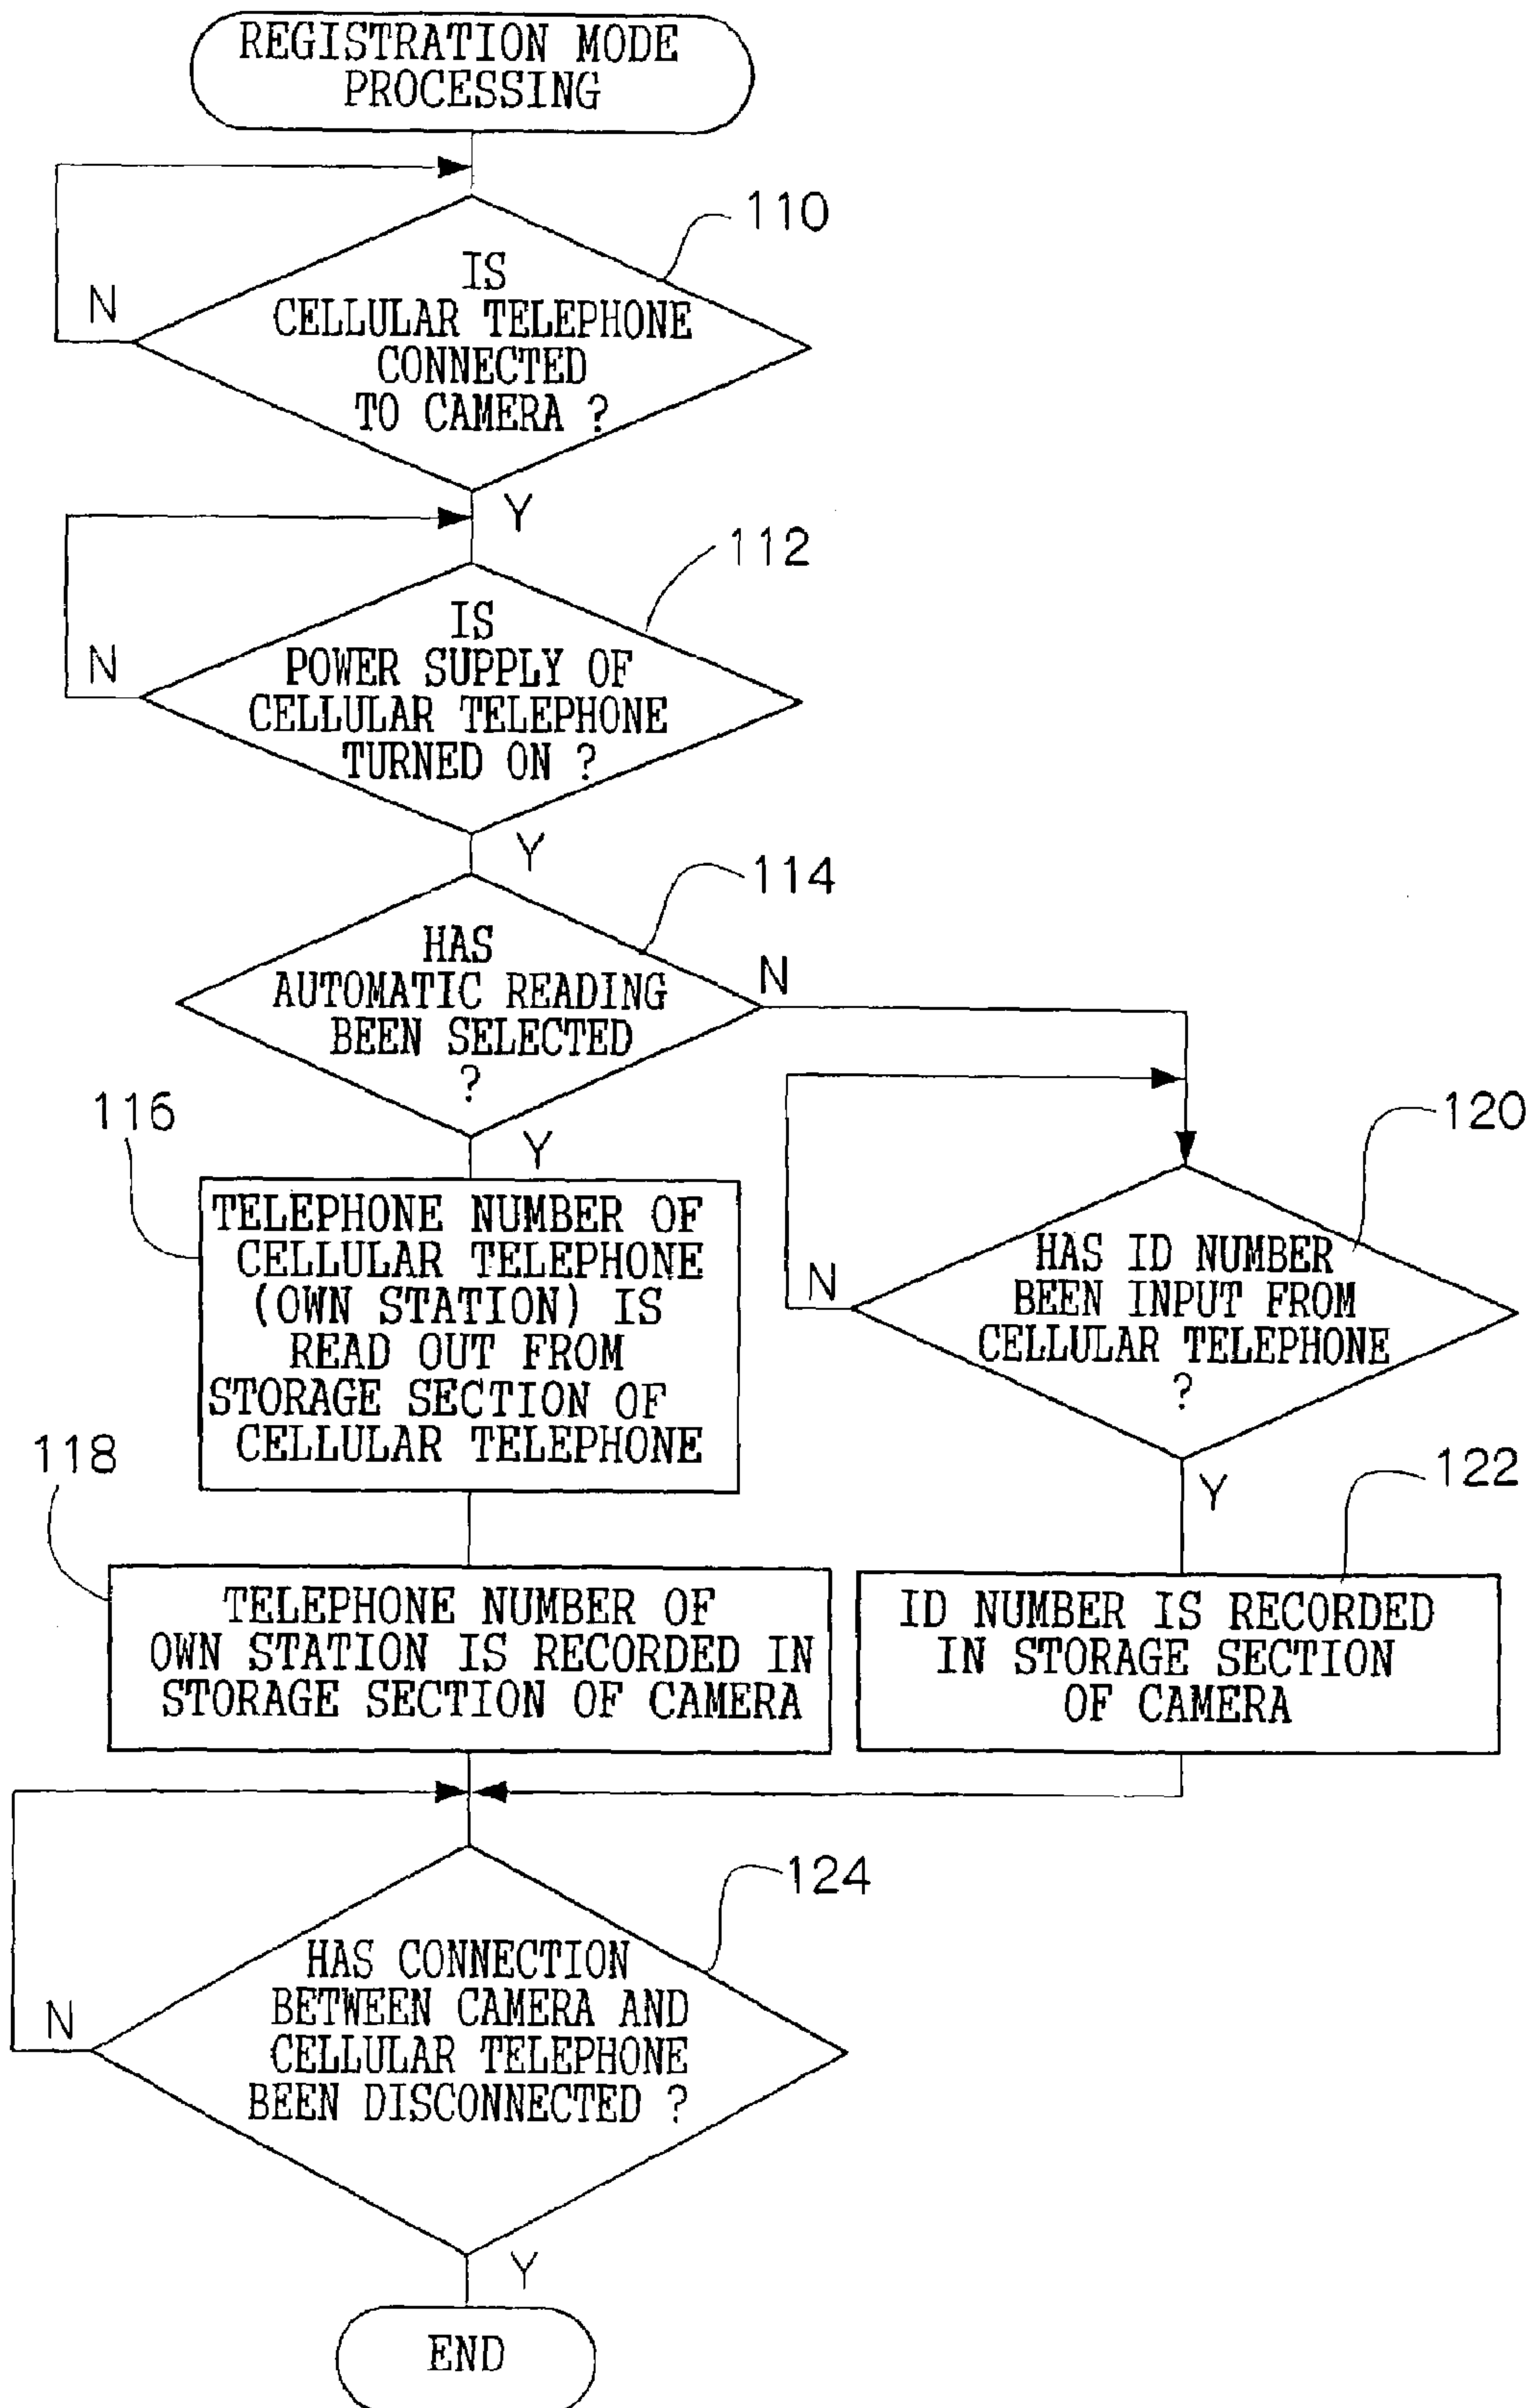 REGISTRATION MODE
PROCESSING
110
IS
CELLULAR TELEPHONE
CONNECTED
TO CAMERA ?
N
Y
112
IS
POWER SUPPLY OF
CELLULAR TELEPHONE
TURNED ON ?
N
Y
114
HAS
AUTOMATIC READING
BEEN SELECTED
?
N
Y
116
TELEPHONE NUMBER OF
CELLULAR TELEPHONE
(OWN STATION) IS
READ OUT FROM
STORAGE SECTION OF
CELLULAR TELEPHONE
120
HAS ID NUMBER
BEEN INPUT FROM
CELLULAR TELEPHONE
?
N
Y
118
TELEPHONE NUMBER OF
OWN STATION IS RECORDED IN
STORAGE SECTION OF CAMERA
122
ID NUMBER IS RECORDED
IN STORAGE SECTION
OF CAMERA
124
HAS CONNECTION
BETWEEN CAMERA AND
CELLULAR TELEPHONE
BEEN DISCONNECTED ?
N
Y
END